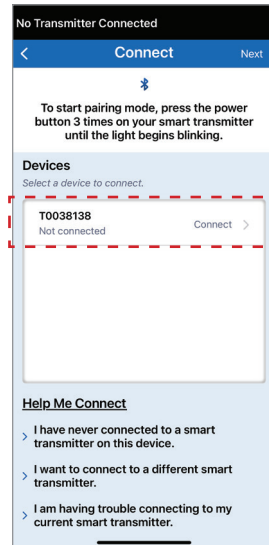 No Transmitter Connected
Connect
Next
To start pairing mode, press the power
button 3 times on your smart transmitter
until the light begins blinking.
Devices
Select a device to connect.
T0038138
Not connected
Connect
Help Me Connect
I have never connected to a smart
transmitter on this device.
I want to connect to a different smart
transmitter.
I am having trouble connecting to my
current smart transmitter.